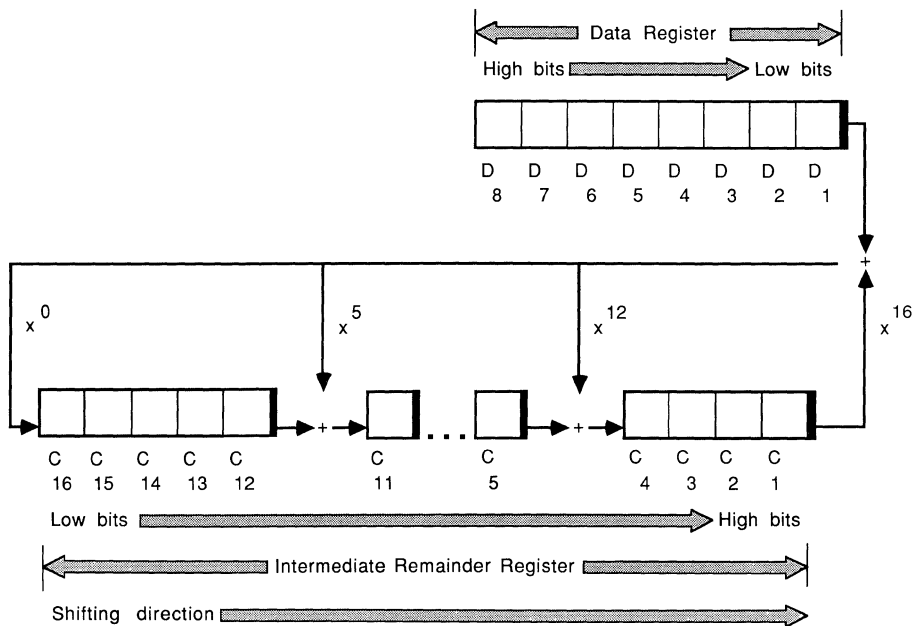 Data Register
High bits Low bits
D D D D D D D D
8 7 6 5 4 3 2 1
+
x 0 x 5 x 12 x 16
+ .... +
C C C C C C C C C C C
16 15 14 13 12 11 5 4 3 2 1
Low bits High bits
Intermediate Remainder Register
Shifting direction